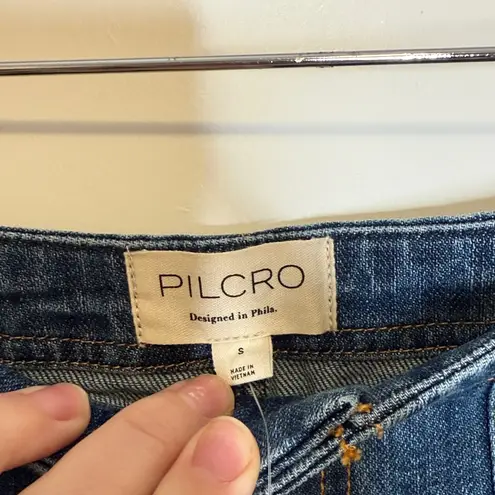 PILCRO
Designed in Phila.
S
MADE IN
VIETNAM